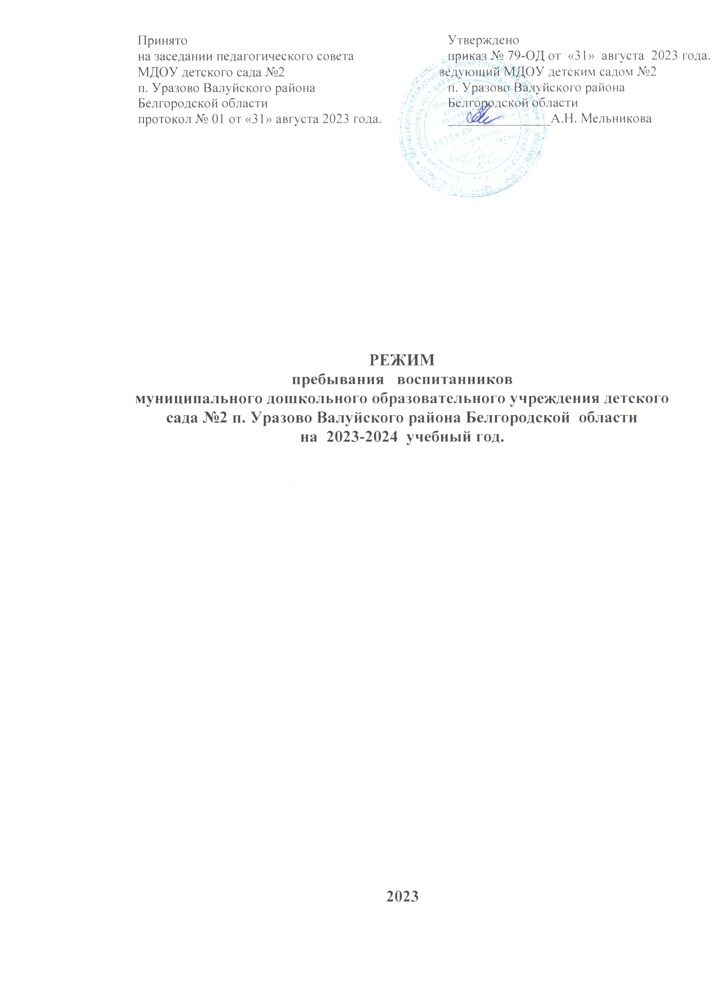 Принято
на заседании педагогического совета
МДОУ детского сада №2
п. Уразово Валуйского района
Белгородской области
протокол № 01 от «31» августа 2023 года.
Утверждено
приказ № 79-ОД от «31» августа 2023 года.
ведующий МДОУ детским садом №2
п. Уразово Валуйского района
Белгородской области
А.Н. Мельникова
РЕЖИМ
пребывания воспитанников
муниципального дошкольного образовательного учреждения детского
сада №2 п. Уразово Валуйского района Белгородской области
на 2023-2024 учебный год.
2023